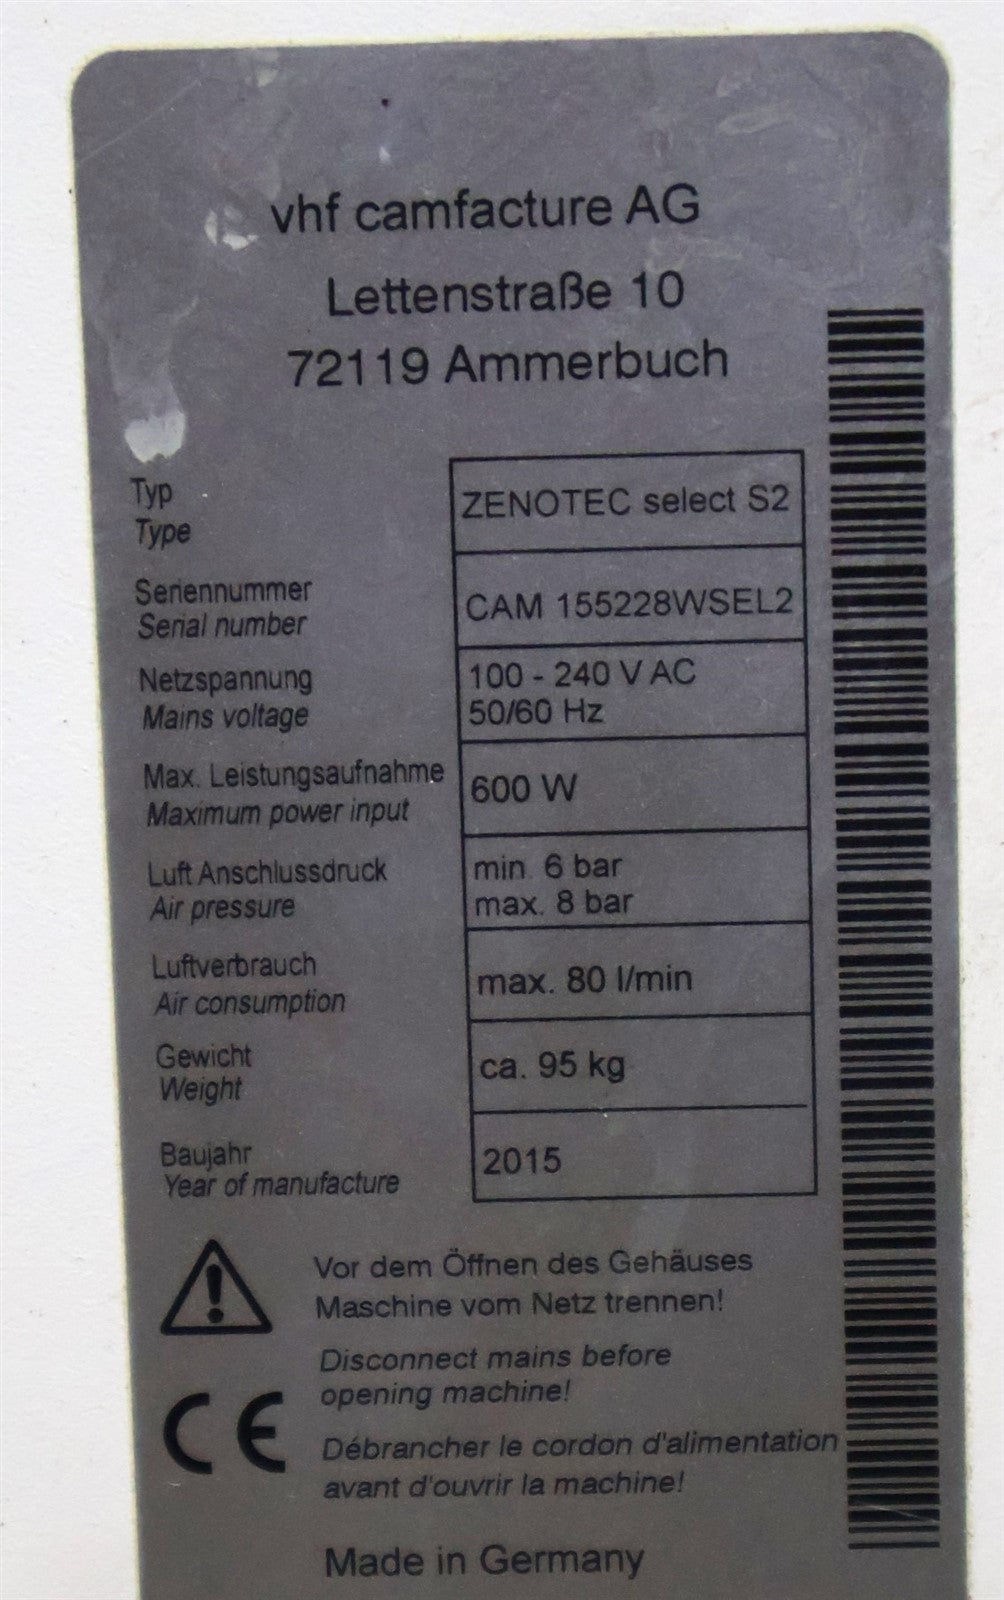 vhf camfacture AG
Lettenstraße 10
72119 Ammerbuch
Typ
Type
ZENOTEC select S2
Seriennummer
Serial number
CAM 155228WSEL2
Netzspannung
Mains voltage
100 - 240 V AC
50/60 Hz
Max. Leistungsaufnahme
Maximum power input
600 W
Luft Anschlussdruck
Air pressure
min. 6 bar
max. 8 bar
Luftverbrauch
Air consumption
max. 80 l/min
Gewicht
Weight
ca. 95 kg
Baujahr
Year of manufacture
2015
Vor dem Öffnen des Gehäuses
Maschine vom Netz trennen!
Disconnect mains before
opening machine!
CE
Débrancher le cordon d'alimentation
avant d'ouvrir la machine!
Made in Germany